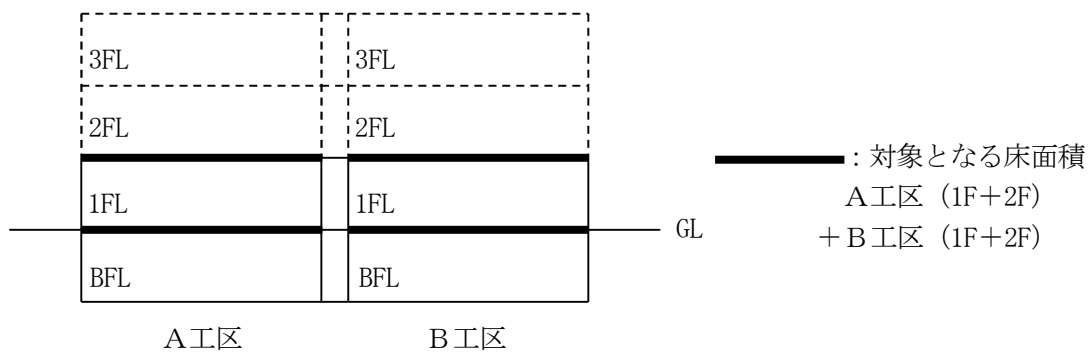 3FL 3FL
2FL 2FL
：対象となる床面積
1FL 1FL
Ａ工区（1F＋2F）
GL
＋Ｂ工区（1F＋2F）
BFL BFL
Ａ工区 Ｂ工区